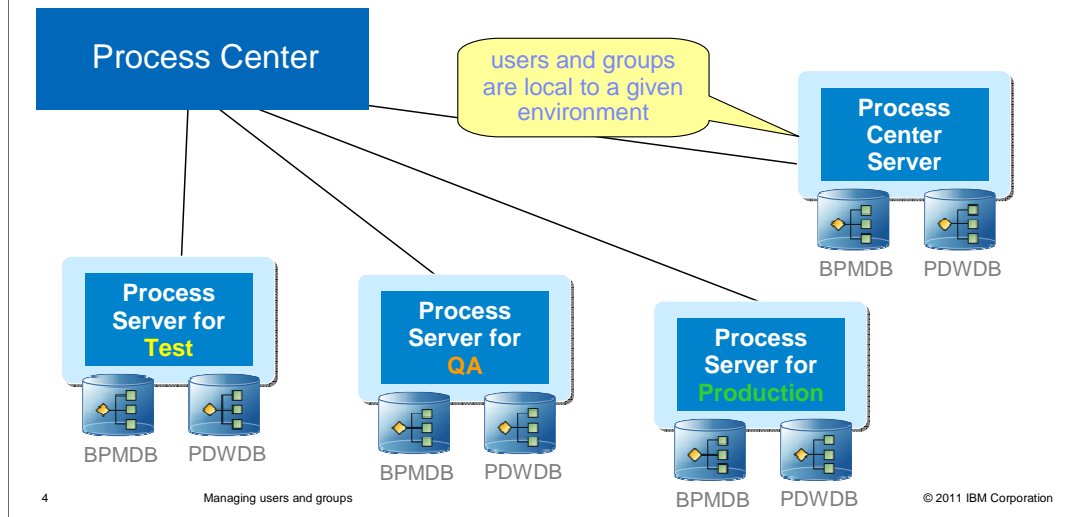 Process Center
users and groups
are local to a given
environment
Process
Center
Server
BPMDB PDWDB
Process
Server for
Test
BPMDB PDWDB
Process
Server for
QA
BPMDB PDWDB
Process
Server for
Production
BPMDB PDWDB
4 Managing users and groups © 2011 IBM Corporation